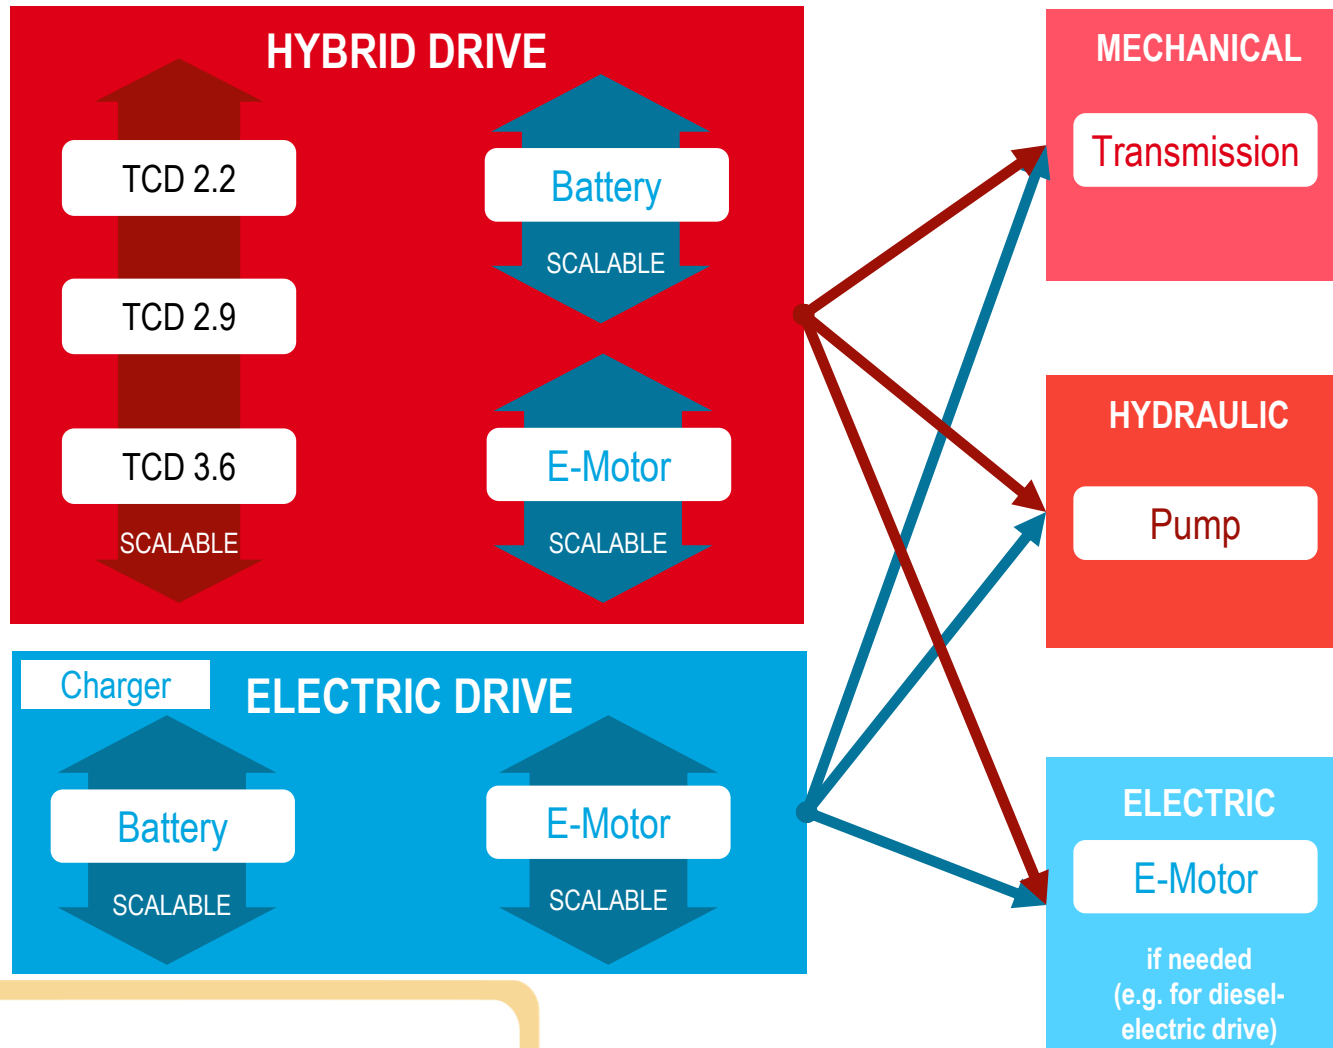 HYBRID DRIVE
TCD 2.2
TCD 2.9
TCD 3.6
SCALABLE
Battery
SCALABLE
E-Motor
SCALABLE
Charger
ELECTRIC DRIVE
Battery
SCALABLE
E-Motor
SCALABLE
MECHANICAL
Transmission
HYDRAULIC
Pump
ELECTRIC
E-Motor
if needed
(e.g. for diesel-
electric drive)